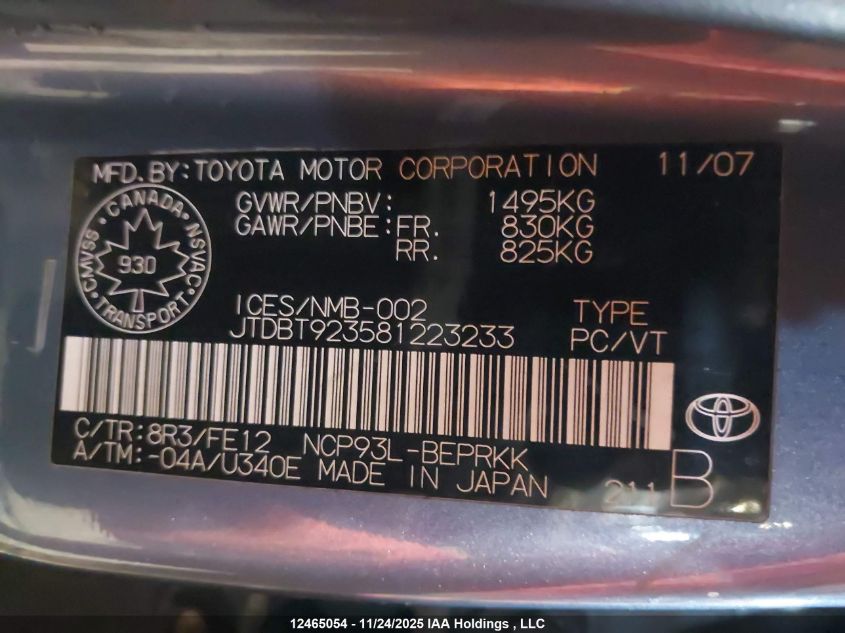 MFD.BY:TOYOTA MOTOR CORPORATION 11/07
GVWR/PNBV: 1495KG
GAWR/PNBE:FR. 830KG
RR. 825KG
CANADA
CMVSS 930 NSVAC
TRANSPORT
ICES/NMB-002 TYPE
JTDBT923581223233 PC/VT
C/TR:8R3/FE12 NCP93L-BEPRKK
A/TM:-04A/U340E MADE IN JAPAN 211 B
12465054 - 11/24/2025 IAA Holdings , LLC